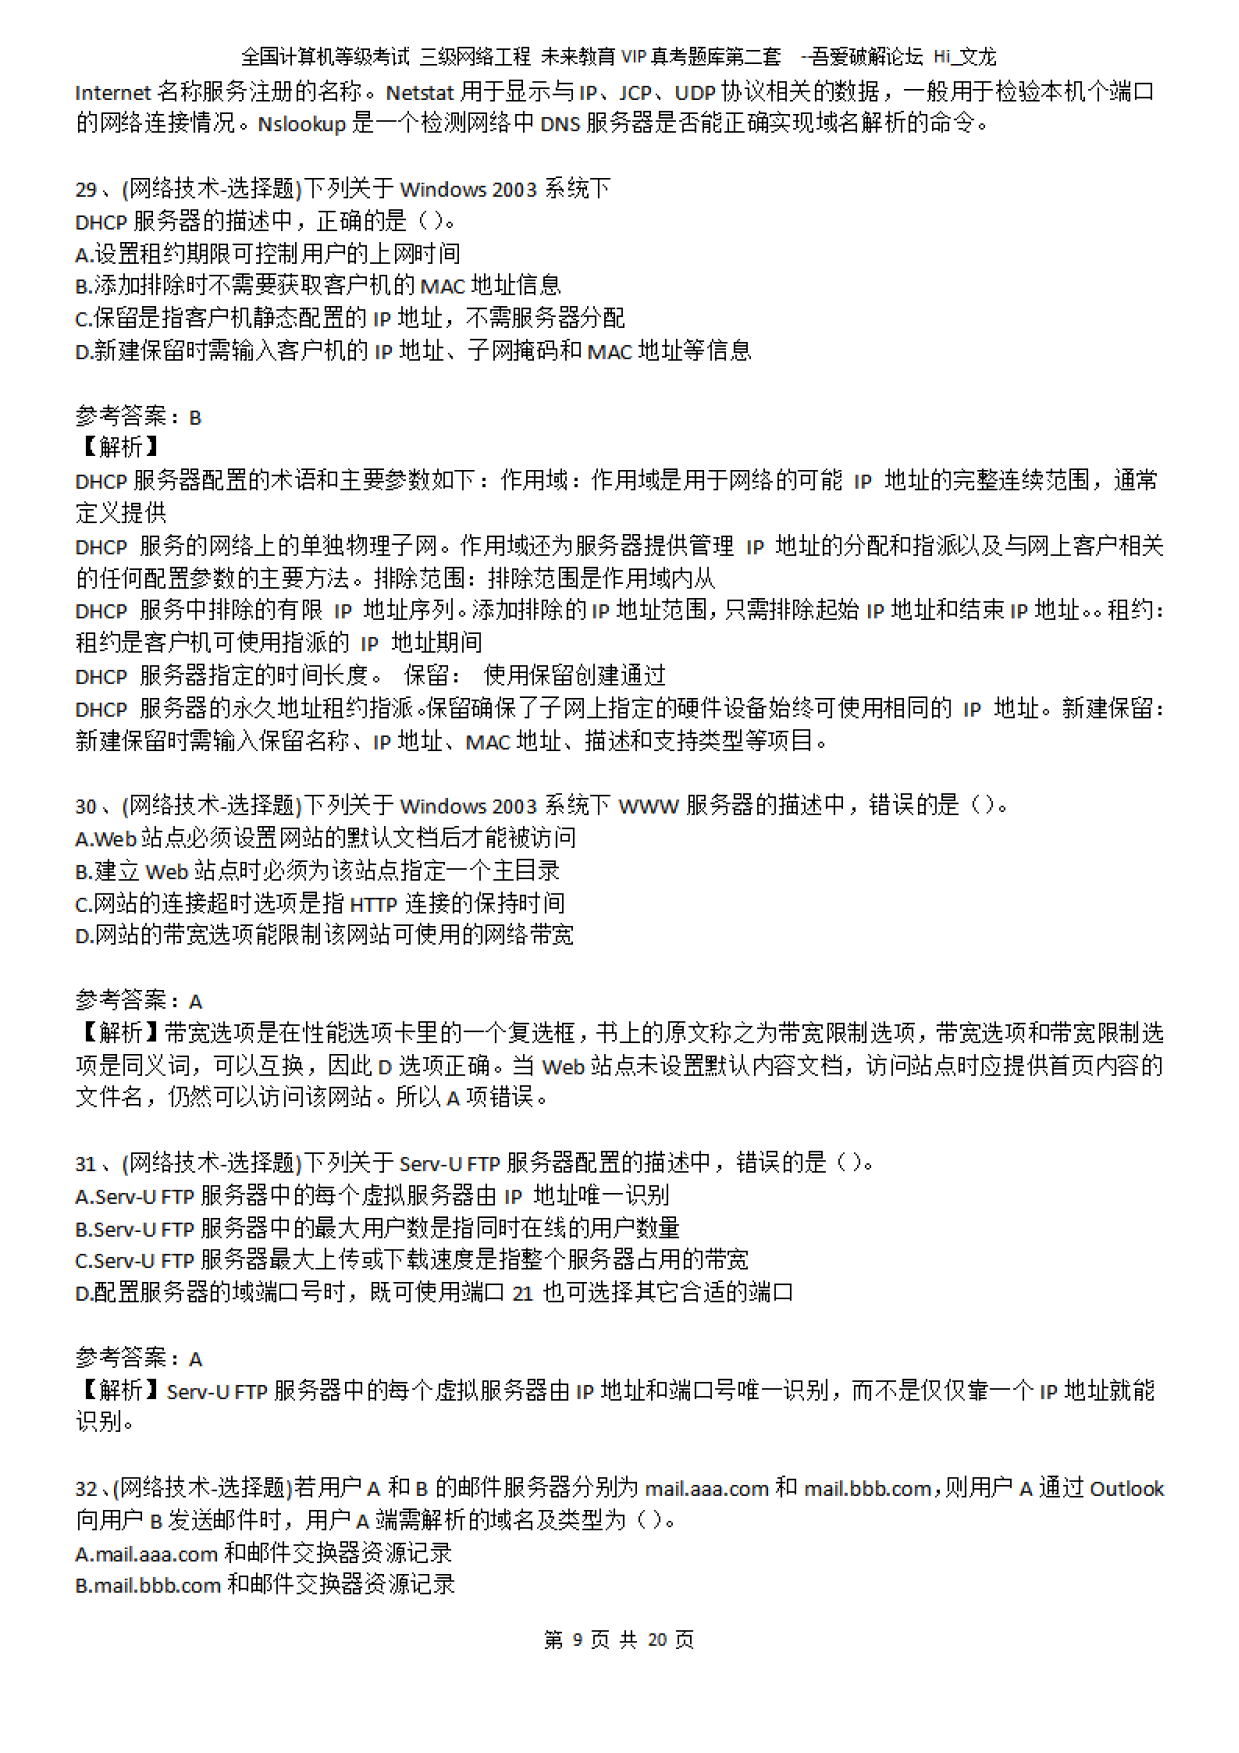 全国计算机等级考试 三级网络工程 未来教育 VIP 真考题库第二套 --吾爱破解论坛 Hi_文龙
Internet 名称服务注册的名称。Netstat 用于显示与 IP、JCP、UDP 协议相关的数据，一般用于检验本机个端口
的网络连接情况。Nslookup 是一个检测网络中 DNS 服务器是否能正确实现域名解析的命令。
29、(网络技术-选择题)下列关于 Windows 2003 系统下
DHCP 服务器的描述中，正确的是（）。
A.设置租约期限可控制用户的上网时间
B.添加排除时不需要获取客户机的 MAC 地址信息
C.保留是指客户机静态配置的 IP 地址，不需服务器分配
D.新建保留时需输入客户机的 IP 地址、子网掩码和 MAC 地址等信息
参考答案：B
【解析】
DHCP 服务器配置的术语和主要参数如下：作用域：作用域是用于网络的可能 IP 地址的完整连续范围，通常
定义提供
DHCP 服务的网络上的单独物理子网。作用域还为服务器提供管理 IP 地址的分配和指派以及与网上客户相关
的任何配置参数的主要方法。排除范围：排除范围是作用域内从
DHCP 服务中排除的有限 IP 地址序列。添加排除的 IP 地址范围，只需排除起始 IP 地址和结束 IP 地址。。租约：
租约是客户机可使用指派的 IP 地址期间
DHCP 服务器指定的时间长度。 保留： 使用保留创建通过
DHCP 服务器的永久地址租约指派。保留确保了子网上指定的硬件设备始终可使用相同的 IP 地址。新建保留：
新建保留时需输入保留名称、IP 地址、MAC 地址、描述和支持类型等项目。
30、(网络技术-选择题)下列关于 Windows 2003 系统下 WWW 服务器的描述中，错误的是（）。
A.Web 站点必须设置网站的默认文档后才能被访问
B.建立 Web 站点时必须为该站点指定一个主目录
C.网站的连接超时选项是指 HTTP 连接的保持时间
D.网站的带宽选项能限制该网站可使用的网络带宽
参考答案：A
【解析】带宽选项是在性能选项卡里的一个复选框，书上的原文称之为带宽限制选项，带宽选项和带宽限制选
项是同义词，可以互换，因此 D 选项正确。当 Web 站点未设置默认内容文档，访问站点时应提供首页内容的
文件名，仍然可以访问该网站。所以 A 项错误。
31、(网络技术-选择题)下列关于 Serv-U FTP 服务器配置的描述中，错误的是（）。
A.Serv-U FTP 服务器中的每个虚拟服务器由 IP 地址唯一识别
B.Serv-U FTP 服务器中的最大用户数是指同时在线的用户数量
C.Serv-U FTP 服务器最大上传或下载速度是指整个服务器占用的带宽
D.配置服务器的域端口号时，既可使用端口 21 也可选择其它合适的端口
参考答案：A
【解析】Serv-U FTP 服务器中的每个虚拟服务器由 IP 地址和端口号唯一识别，而不是仅仅靠一个 IP 地址就能
识别。
32、(网络技术-选择题)若用户 A 和 B 的邮件服务器分别为 mail.aaa.com 和 mail.bbb.com，则用户 A 通过 Outlook
向用户 B 发送邮件时，用户 A 端需解析的域名及类型为（）。
A.mail.aaa.com 和邮件交换器资源记录
B.mail.bbb.com 和邮件交换器资源记录
第 9 页 共 20 页